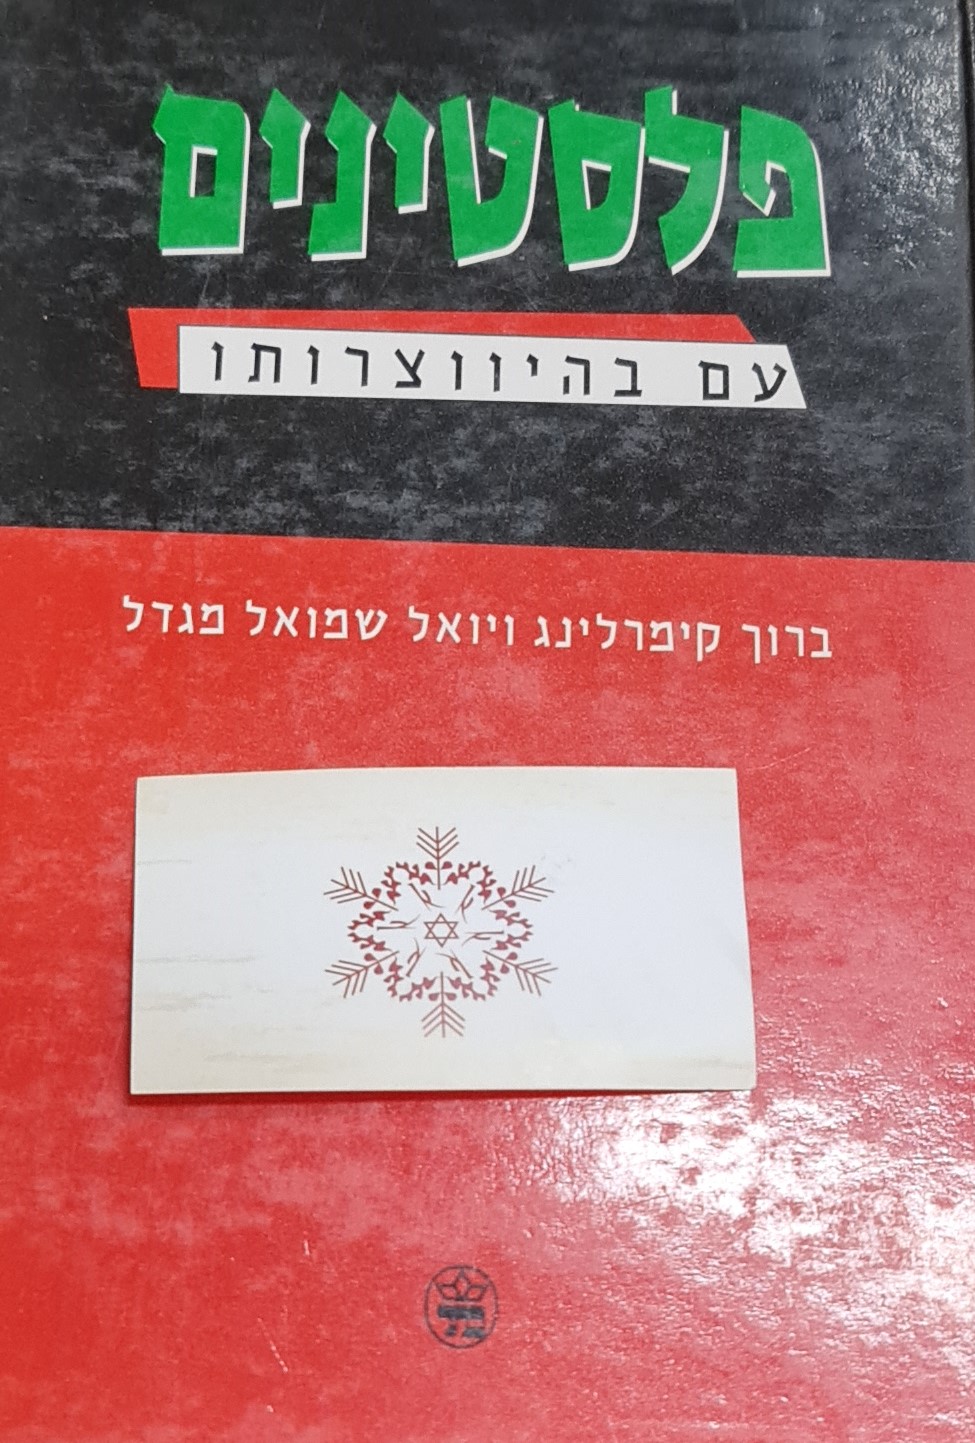 פלסטינים
עם בהיווצרותו
ברוך קימרלינג ויואל שמואל מגדל